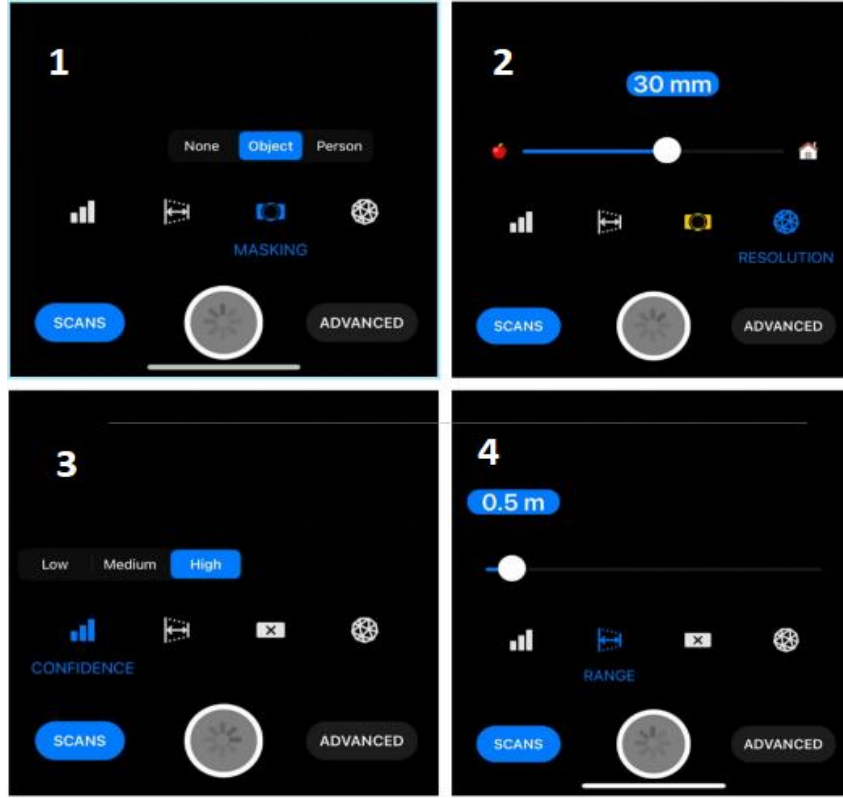 1
None Object Person
MASKING
SCANS ADVANCED
2
30 mm
RESOLUTION
SCANS ADVANCED
3
Low Medium High
CONFIDENCE
SCANS ADVANCED
4
0.5 m
RANGE
SCANS ADVANCED